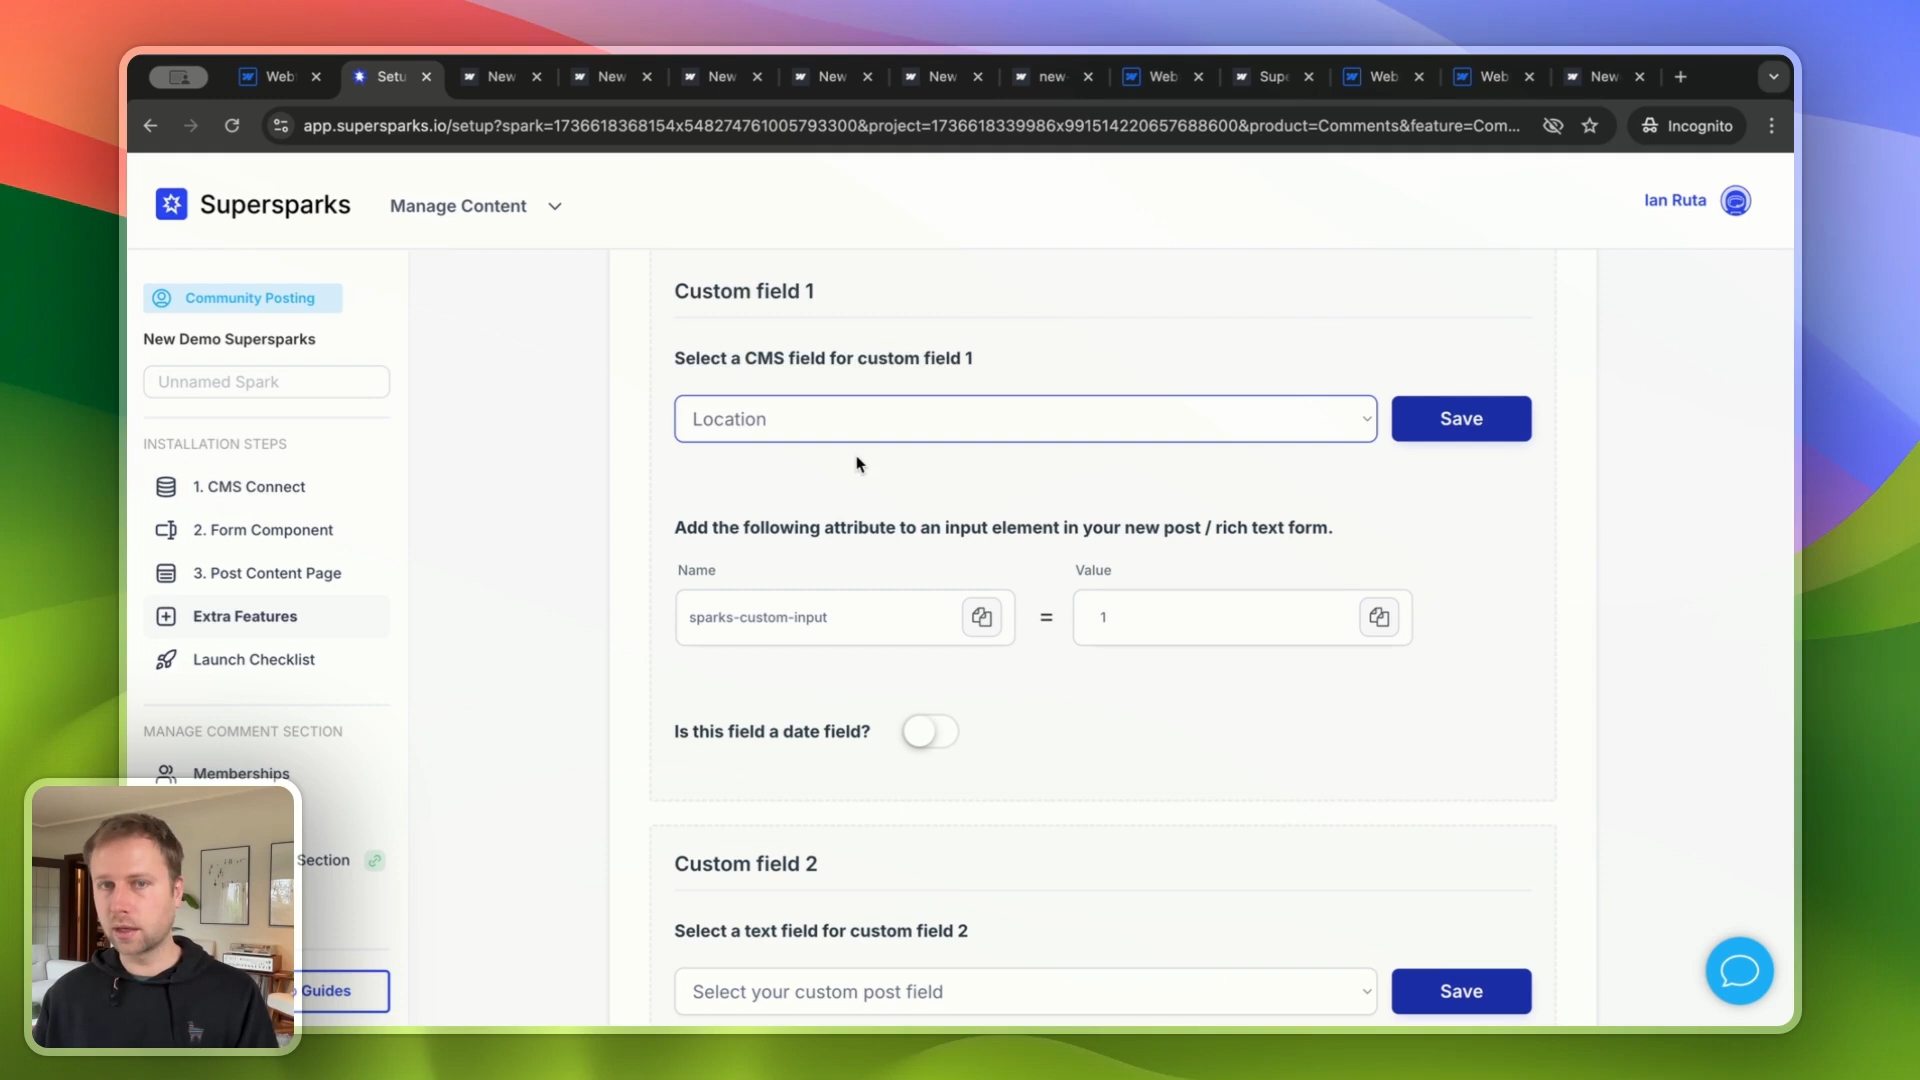 Web
Setu
New
New
New
New
New
new
Web
Sup
Web
Web
New
app.supersparks.io/setup?spark=1736618368154x548274761005793300&project=1736618339986x991514220657688600&product=Comments&feature=Com...
Incognito
Supersparks
Manage Content
Ian Ruta
Community Posting
New Demo Supersparks
Unnamed Spark
INSTALLATION STEPS
1. CMS Connect
2. Form Component
3. Post Content Page
Extra Features
Launch Checklist
MANAGE COMMENT SECTION
Memberships
Section
Guides
Custom field 1
Select a CMS field for custom field 1
Location
Save
Add the following attribute to an input element in your new post / rich text form.
Name
Value
sparks-custom-input
=
1
Is this field a date field?
Custom field 2
Select a text field for custom field 2
Select your custom post field
Save